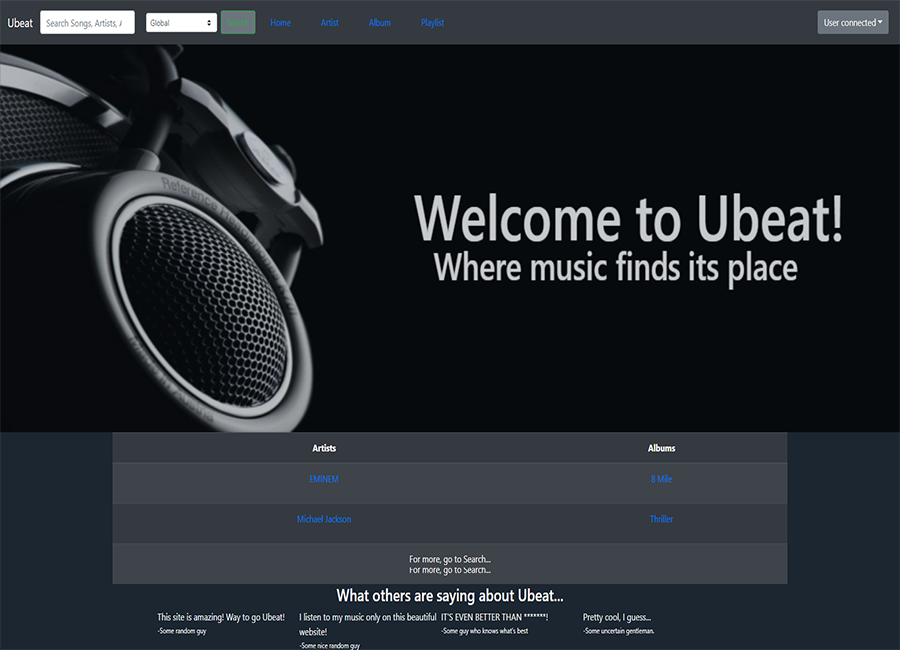 Ubeat Search Songs, Artists, Global Search Home Artist Album Playlist User connected
Reference
Welcome to Ubeat!
Where music finds its place
Made in Austria
Artists Albums
EMINEM 8 Mile
Michael Jackson Thriller
For more, go to Search...
For more, go to Search...
What others are saying about Ubeat...
This site is amazing! Way to go Ubeat!
-Some random guy
I listen to my music only on this beautiful
website!
-Some nice random guy
IT'S EVEN BETTER THAN *******!
-Some guy who knows what's best
Pretty cool, I guess...
-Some uncertain gentleman.